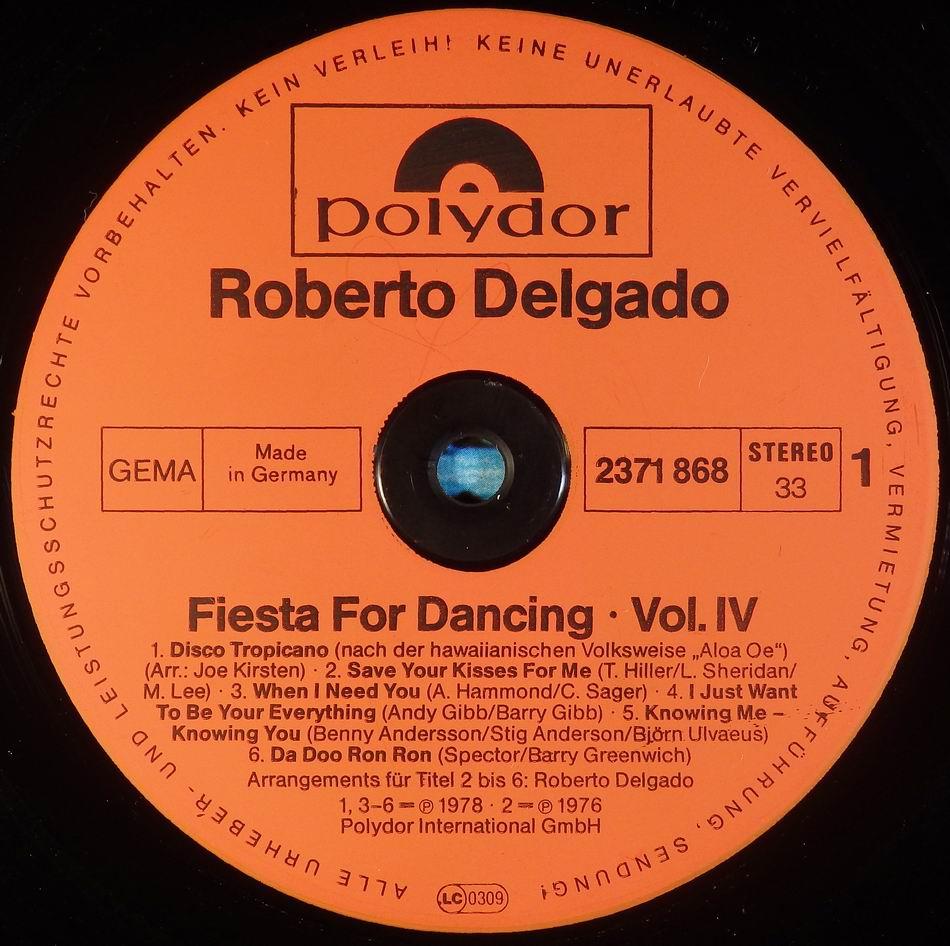 ALLE URHEBER- UND LEISTUNGSSCHUTZRECHTE VORBEHALTEN. KEIN VERLEIH! KEINE UNERLAUBTE VERVIELFÄLTIGUNG, VERMIETUNG, AUFFÜHRUNG, SENDUNG!
polydor
Roberto Delgado
GEMA
Made
in Germany
2371 868
STEREO
33
1
Fiesta For Dancing · Vol. IV
1. Disco Tropicano (nach der hawaiianischen Volksweise „Aloa Oe“)
(Arr.: Joe Kirsten) · 2. Save Your Kisses For Me (T. Hiller/L. Sheridan/
M. Lee) · 3. When I Need You (A. Hammond/C. Sager) · 4. I Just Want
To Be Your Everything (Andy Gibb/Barry Gibb) · 5. Knowing Me –
Knowing You (Benny Andersson/Stig Anderson/Björn Ulvaeus)
6. Da Doo Ron Ron (Spector/Barry Greenwich)
Arrangements für Titel 2 bis 6: Roberto Delgado
1, 3–6 = ℗ 1978 · 2 = ℗ 1976
Polydor International GmbH
LC 0309